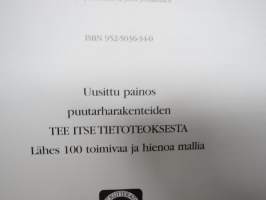 ISBN 952-5036-34-0
Uusittu painos
puutarharakenteiden
TEE ITSE TIETOTEOKSESTA
Lähes 100 toimivaa ja hienoa mallia